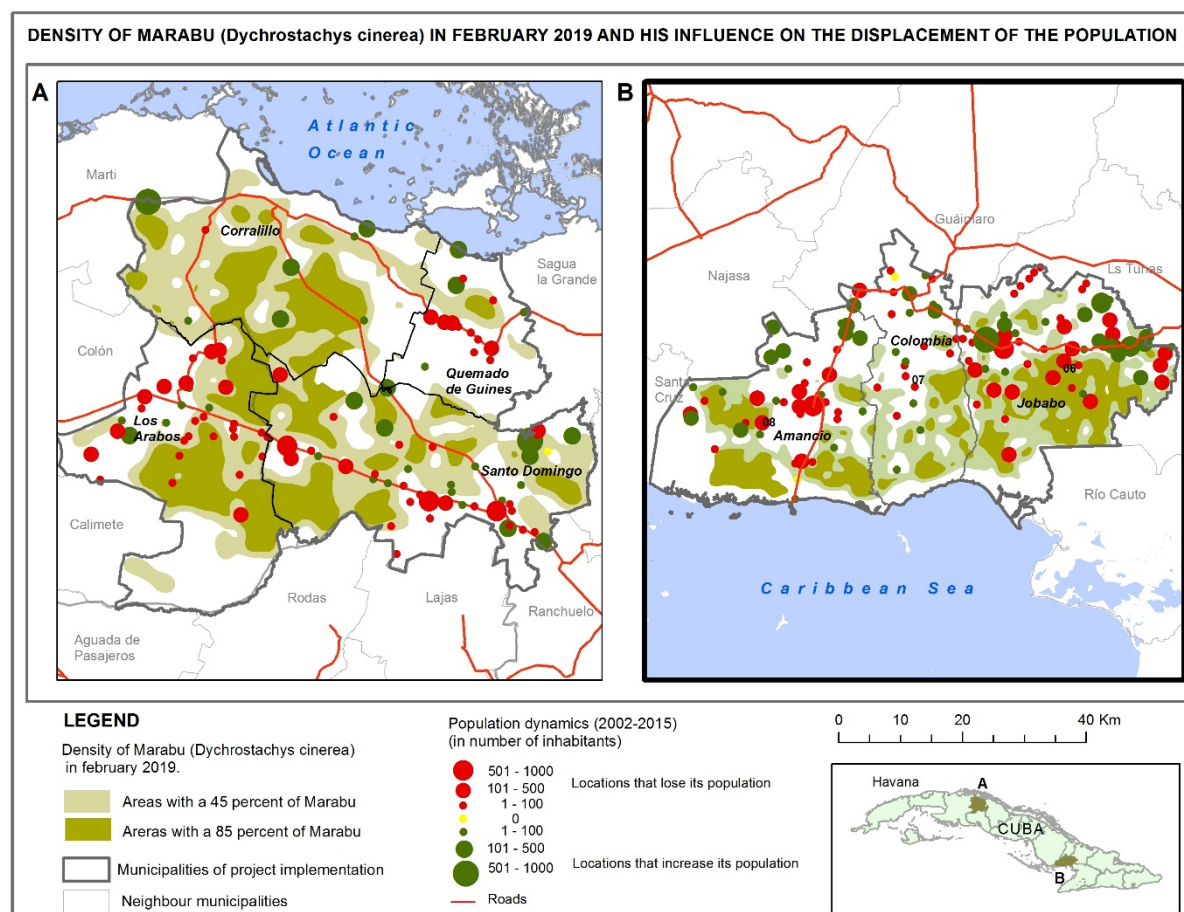 DENSITY OF MARABU (Dychrostachys cinerea) IN FEBRUARY 2019 AND HIS INFLUENCE ON THE DISPLACEMENT OF THE POPULATION
A
Atlantic
Ocean
Marti
Corralillo
Sagua
la Grande
Colón
Quemado
de Guines
Los
Arabos
Santo Domingo
Calimete
Rodas
Lajas
Ranchuelo
Aguada de
Pasajeros
B
Guáimaro
Najasa
Ls Tunas
Colombia
Santa
Cruz
07
06
Jobabo
08
Amancio
Río Cauto
Caribbean Sea
LEGEND
Density of Marabu (Dychrostachys cinerea)
in february 2019.
Areas with a 45 percent of Marabu
Areras with a 85 percent of Marabu
Municipalities of project implementation
Neighbour municipalities
Population dynamics (2002-2015)
(in number of inhabitants)
501 - 1000
101 - 500
1 - 100
0
1 - 100
101 - 500
501 - 1000
Locations that lose its population
Locations that increase its population
Roads
0 10 20 40 Km
Havana
A
CUBA
B